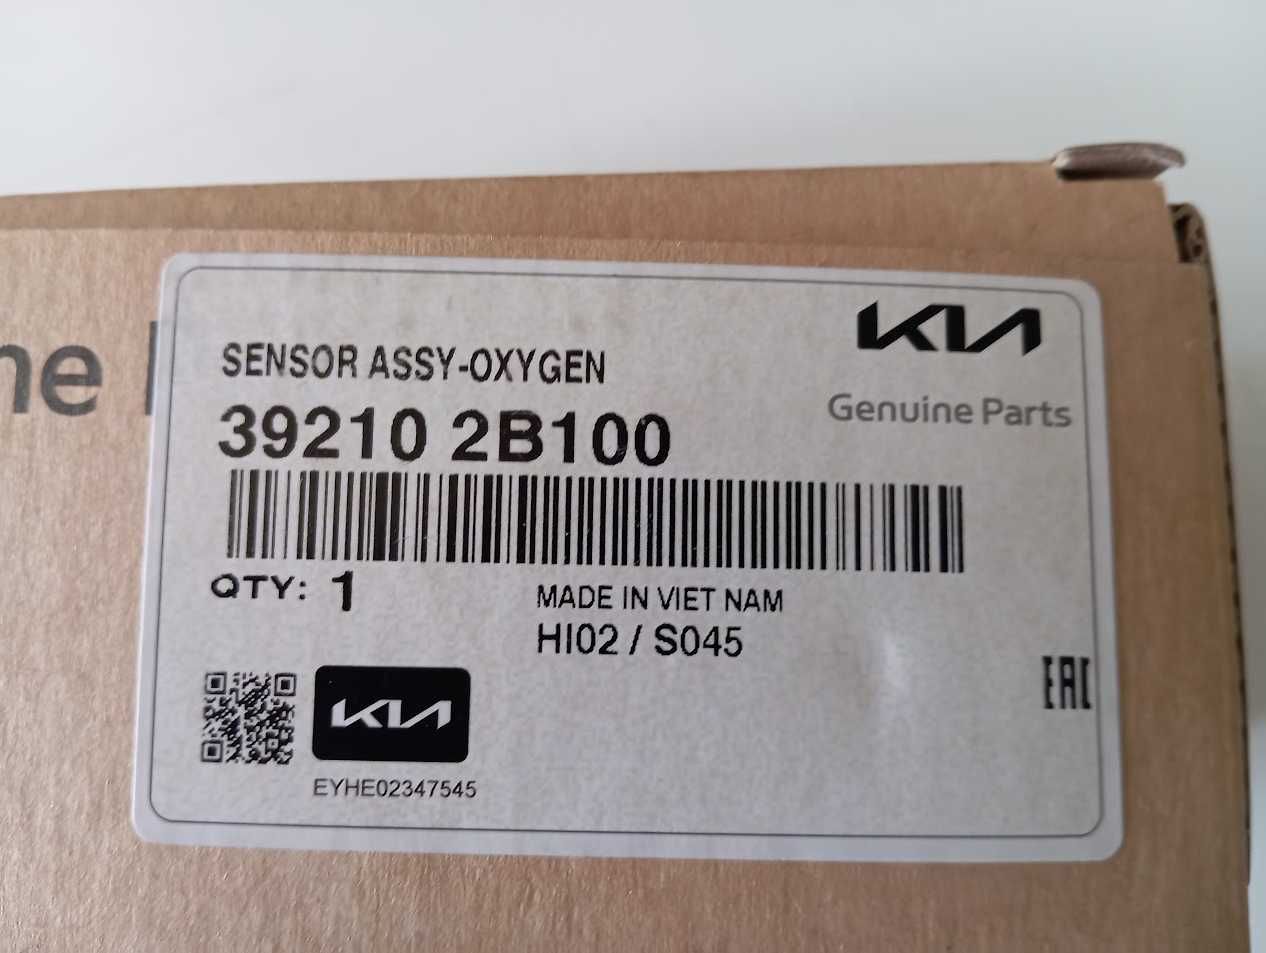 KIA
Genuine Parts
SENSOR ASSY-OXYGEN
39210 2B100
QTY: 1
MADE IN VIET NAM
HI02 / S045
EAC
KIA
EYHE02347545
ne